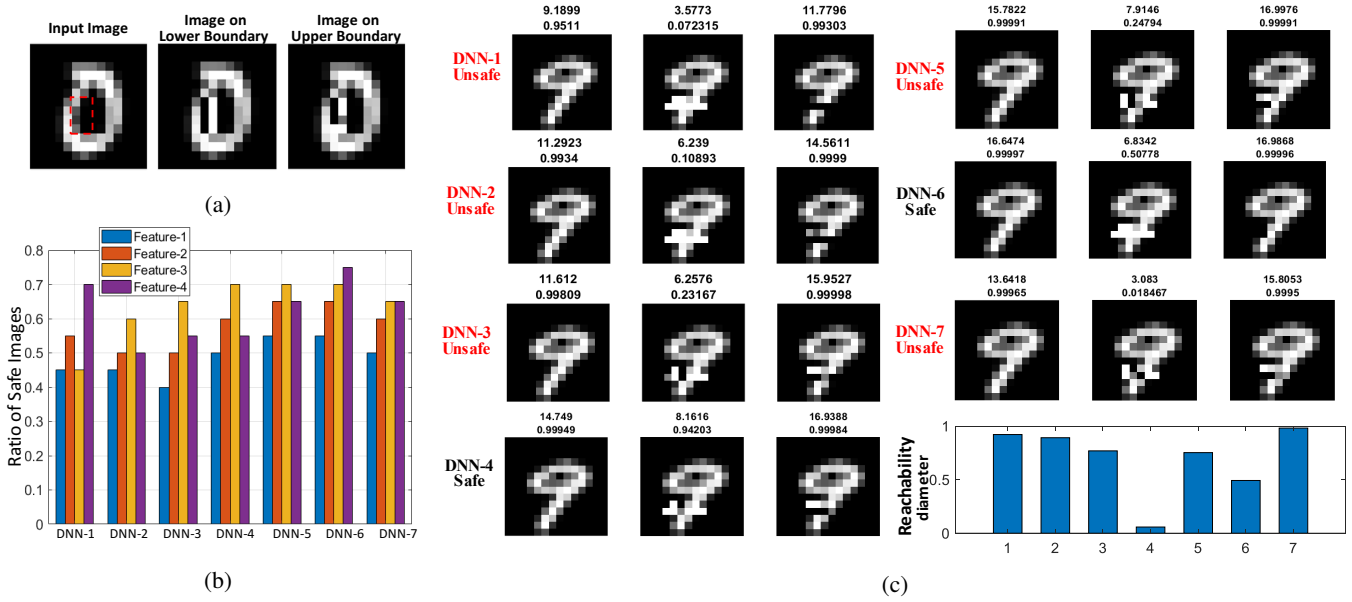 Input Image
Image on
Lower Boundary
Image on
Upper Boundary
(a)
Ratio of Safe Images
0.8
0.7
0.6
0.5
0.4
0.3
0.2
0.1
0
Feature-1
Feature-2
Feature-3
Feature-4
DNN-1 DNN-2 DNN-3 DNN-4 DNN-5 DNN-6 DNN-7
(b)
DNN-1
Unsafe
9.1899 3.5773 11.7796
0.9511 0.072315 0.99303
DNN-2
Unsafe
11.2923 6.239 14.5611
0.9934 0.10893 0.9999
DNN-3
Unsafe
11.612 6.2576 15.9527
0.99809 0.23167 0.99998
DNN-4
Safe
14.749 8.1616 16.9388
0.99949 0.94203 0.99984
DNN-5
Unsafe
15.7822 7.9146 16.9976
0.99991 0.24794 0.99991
DNN-6
Safe
16.6474 6.8342 16.9868
0.99997 0.50778 0.99996
DNN-7
Unsafe
13.6418 3.083 15.8053
0.99965 0.018467 0.9995
Reachability
diameter
1
0.5
0
1 2 3 4 5 6 7
(c)